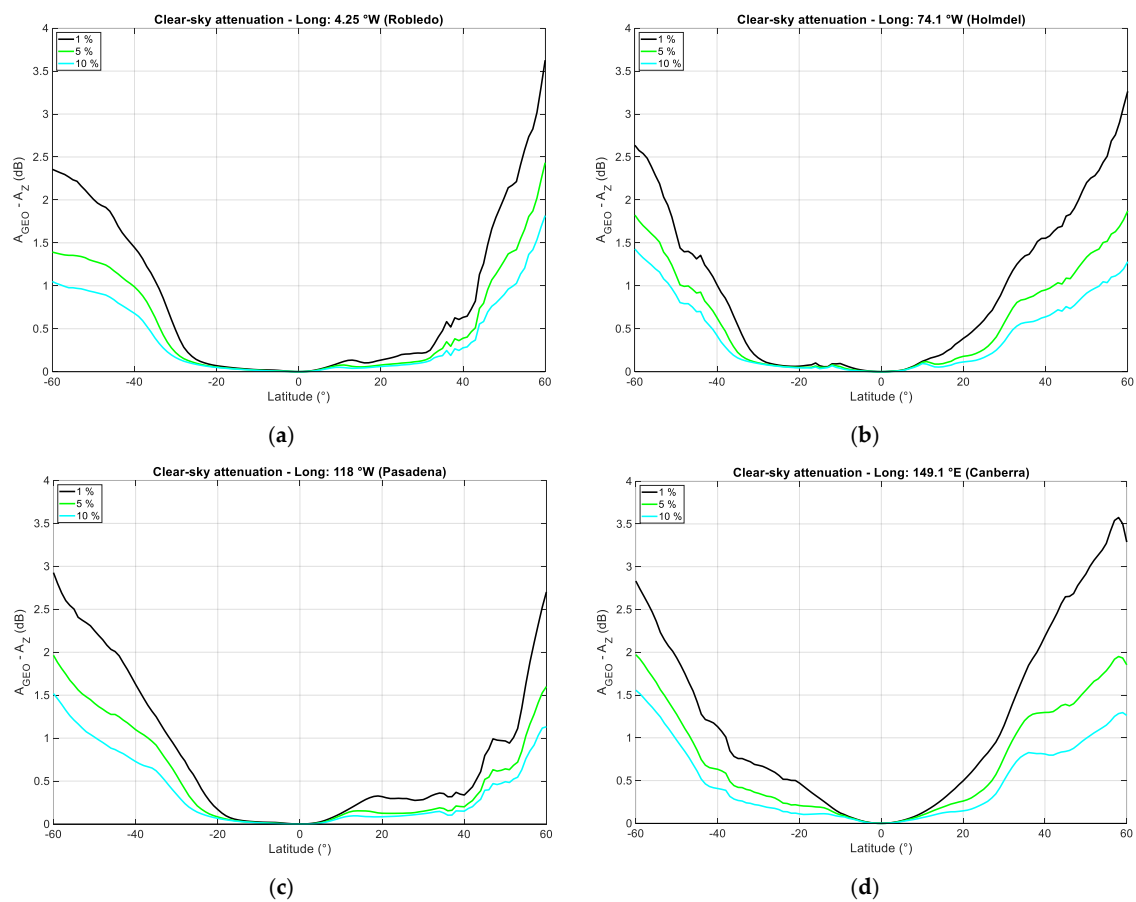 Clear-sky attenuation - Long: 4.25 °W (Robledo)
1 %
5 %
10 %
A_GEO - A_Z (dB)
4
3.5
3
2.5
2
1.5
1
0.5
0
-60 -40 -20 0 20 40 60
Latitude (°)
(a)
Clear-sky attenuation - Long: 74.1 °W (Holmdel)
1 %
5 %
10 %
A_GEO - A_Z (dB)
4
3.5
3
2.5
2
1.5
1
0.5
0
-60 -40 -20 0 20 40 60
Latitude (°)
(b)
Clear-sky attenuation - Long: 118 °W (Pasadena)
1 %
5 %
10 %
A_GEO - A_Z (dB)
4
3.5
3
2.5
2
1.5
1
0.5
0
-60 -40 -20 0 20 40 60
Latitude (°)
(c)
Clear-sky attenuation - Long: 149.1 °E (Canberra)
1 %
5 %
10 %
A_GEO - A_Z (dB)
4
3.5
3
2.5
2
1.5
1
0.5
0
-60 -40 -20 0 20 40 60
Latitude (°)
(d)